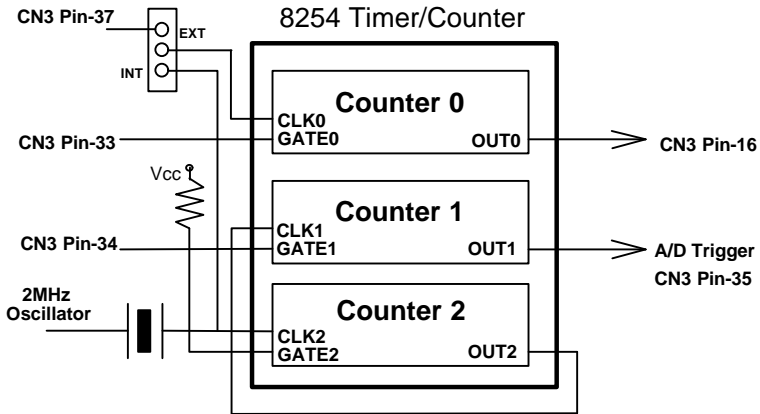 8254 Timer/Counter
CN3 Pin-37
EXT
INT
Counter 0
CLK0
GATE0
OUT0
CN3 Pin-33
CN3 Pin-16
Vcc
Counter 1
CLK1
GATE1
OUT1
CN3 Pin-34
A/D Trigger
CN3 Pin-35
2MHz
Oscillator
Counter 2
CLK2
GATE2
OUT2